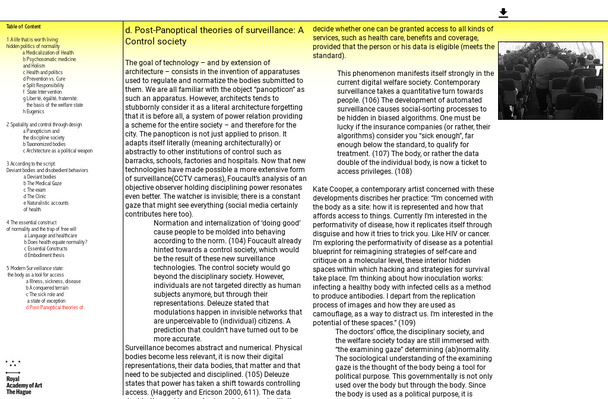 Table of Content
1 A life that is worth living:
hidden politics of normality
a Medicalization of Health
b Psychosomatic medicine
and Holism
c Health and politics
d Prevention vs. Cure
e Split Responsibility
f State Intervention
g Liberté, égalité, fraternité:
the basis of the welfare state
h Eugenics
2 Spatiality and control through design
a Panopticism and
the discipline society
b Taxonomized bodies
c Architecture as a political weapon
3 According to the script:
Deviant bodies and disobedient behaviors
a Deviant bodies
b The Medical Gaze
c The exam
d The Clinic
e Naturalistic accounts
of health
4 The essential construct
of normality and the trap of free will
a Language and healthcare
b Does health equate normality?
c Essential Constructs
d Embodiment thesis
5 Modern Surveillance state:
the body as a tool for access
a Illness, sickness, disease
b A conquered terrain
c The sick role and
a state of exception
d Post-Panoptical theories of
Royal
Academy of Art
The Hague
d. Post-Panoptical theories of surveillance: A
Control society
The goal of technology – and by extension of
architecture – consists in the invention of apparatuses
used to regulate and normatize the bodies submitted to
them. We are all familiar with the object "panopticon" as
such an apparatus. However, architects tends to
stubbornly consider it as a literal architecture forgetting
that it is before all, a system of power relation providing
a schema for the entire society – and therefore for the
city. The panopticon is not just applied to prison. It
adapts itself literally (meaning architecturally) or
abstractly to other institutions of control such as
barracks, schools, factories and hospitals. Now that new
technologies have made possible a more extensive form
of surveillance(CCTV cameras), Foucault's analysis of an
objective observer holding disciplining power resonates
even better. The watcher is invisible; there is a constant
gaze that might see everything (social media certainly
contributes here too).
Normation and internalization of 'doing good'
cause people to be molded into behaving
according to the norm. (104) Foucault already
hinted towards a control society, which would
be the result of these new surveillance
technologies. The control society would go
beyond the disciplinary society. However,
individuals are not targeted directly as human
subjects anymore, but through their
representations. Deleuze stated that
modulations happen in invisible networks that
are unperceivable to (individual) citizens. A
prediction that couldn't have turned out to be
more accurate.
Surveillance becomes abstract and numerical. Physical
bodies become less relevant, it is now their digital
representations, their data bodies, that matter and that
need to be subjected and disciplined. (105) Deleuze
states that power has taken a shift towards controlling
access. (Haggerty and Ericson 2000, 611). The data
decide whether one can be granted access to all kinds of
services, such as health care, benefits and coverage,
provided that the person or his data is eligible (meets the
standard).
This phenomenon manifests itself strongly in the
current digital welfare society. Contemporary
surveillance takes a quantitative turn towards
people. (106) The development of automated
surveillance causes social-sorting processes to
be hidden in biased algorithms. One must be
lucky if the insurance companies (or rather, their
algorithms) consider you "sick enough", far
enough below the standard, to qualify for
treatment. (107) The body, or rather the data
double of the individual body, is now a ticket to
access privileges. (108)
Kate Cooper, a contemporary artist concerned with these
developments discribes her practice: "I'm concerned with
the body as a site: how it is represented and how that
affords access to things. Currently I'm interested in the
performativity of disease, how it replicates itself through
disguise and how it tries to trick you. Like HIV or cancer.
I'm exploring the performativity of disease as a potential
blueprint for reimagining strategies of self-care and
critique on a molecular level, these interior hidden
spaces within which hacking and strategies for survival
take place. I'm thinking about how inoculation works:
infecting a healthy body with infected cells as a method
to produce antibodies. I depart from the replication
process of images and how they are used as
camouflage, as a way to distract us. I'm interested in the
potential of these spaces." (109)
The doctors' office, the disciplinary society, and
the welfare society today are still immersed with
"the examining gaze" determining (ab)normality.
The sociological understanding of the examining
gaze is the thought of the body being a tool for
political purpose. This governmentally is not only
used over the body but through the body. Since
the body is used as a political purpose, it is